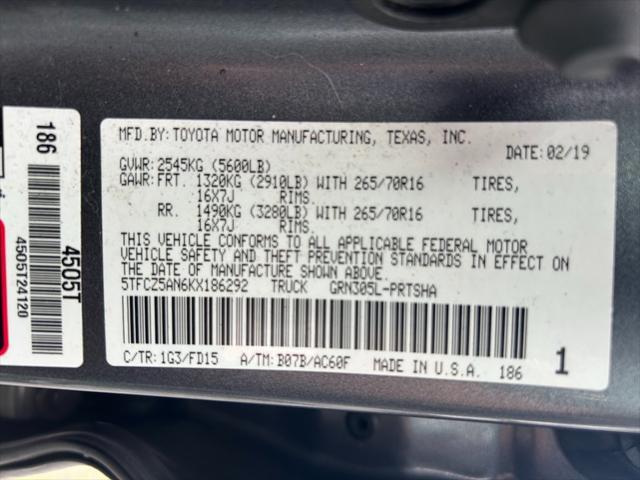 MFD.BY:TOYOTA MOTOR MANUFACTURING, TEXAS, INC.
DATE:02/19
GVWR:2545KG (5600LB)
GAWR:FRT. 1320KG (2910LB) WITH 265/70R16 TIRES,
16X7J RIMS.
RR. 1490KG (3280LB) WITH 265/70R16 TIRES,
16X7J RIMS.
THIS VEHICLE CONFORMS TO ALL APPLICABLE FEDERAL MOTOR
VEHICLE SAFETY AND THEFT PREVENTION STANDARDS IN EFFECT ON
THE DATE OF MANUFACTURE SHOWN ABOVE.
5TFCZ5AN6KX186292 TRUCK GRN305L-PRTSHA
C/TR:1G3/FD15 A/TM:B07B/AC60F MADE IN U.S.A. 186 1
186
4505T
4505T24120